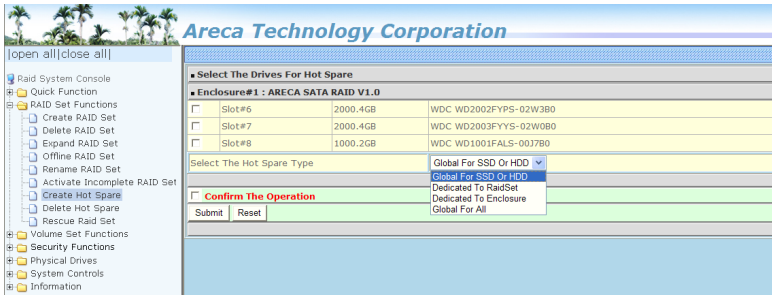 Areca Technology Corporation
|open all|close all|
Raid System Console
Quick Function
RAID Set Functions
Create RAID Set
Delete RAID Set
Expand RAID Set
Offline RAID Set
Rename RAID Set
Activate Incomplete RAID Set
Create Hot Spare
Delete Hot Spare
Rescue Raid Set
Volume Set Functions
Security Functions
Physical Drives
System Controls
Information
Select The Drives For Hot Spare
Enclosure#1 : ARECA SATA RAID V1.0
Slot#6 2000.4GB WDC WD2002FYPS-02W3B0
Slot#7 2000.4GB WDC WD2003FYYS-02W0B0
Slot#8 1000.2GB WDC WD1001FALS-00J7B0
Select The Hot Spare Type Global For SSD Or HDD
Global For SSD Or HDD
Dedicated To RaidSet
Dedicated To Enclosure
Global For All
Confirm The Operation
Submit Reset